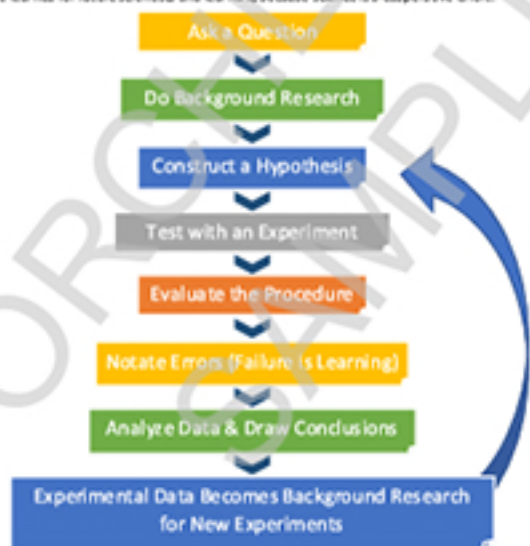 Ask a Question
Do Background Research
Construct a Hypothesis
Test with an Experiment
Evaluate the Procedure
Notate Errors (Failure Is Learning)
Analyze Data & Draw Conclusions
Experimental Data Becomes Background Research
for New Experiments